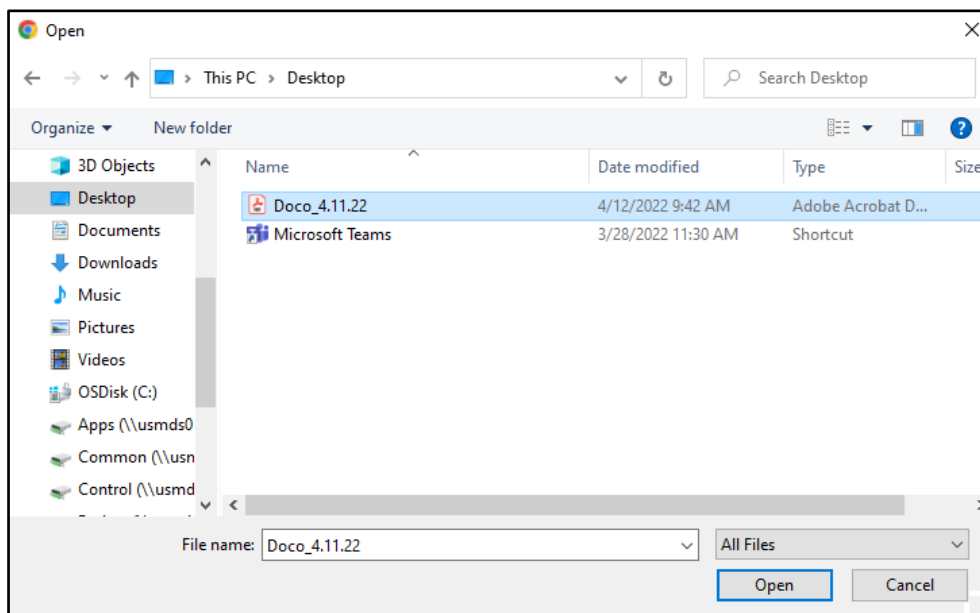 Open
This PC > Desktop
Search Desktop
Organize
New folder
Name
Date modified
Type
Size
3D Objects
Desktop
Documents
Downloads
Music
Pictures
Videos
OSDisk (C:)
Apps (\\usmds0
Common (\\usn
Control (\\usmd
Doco_4.11.22 4/12/2022 9:42 AM Adobe Acrobat D...
Microsoft Teams 3/28/2022 11:30 AM Shortcut
File name: Doco_4.11.22
All Files
Open
Cancel